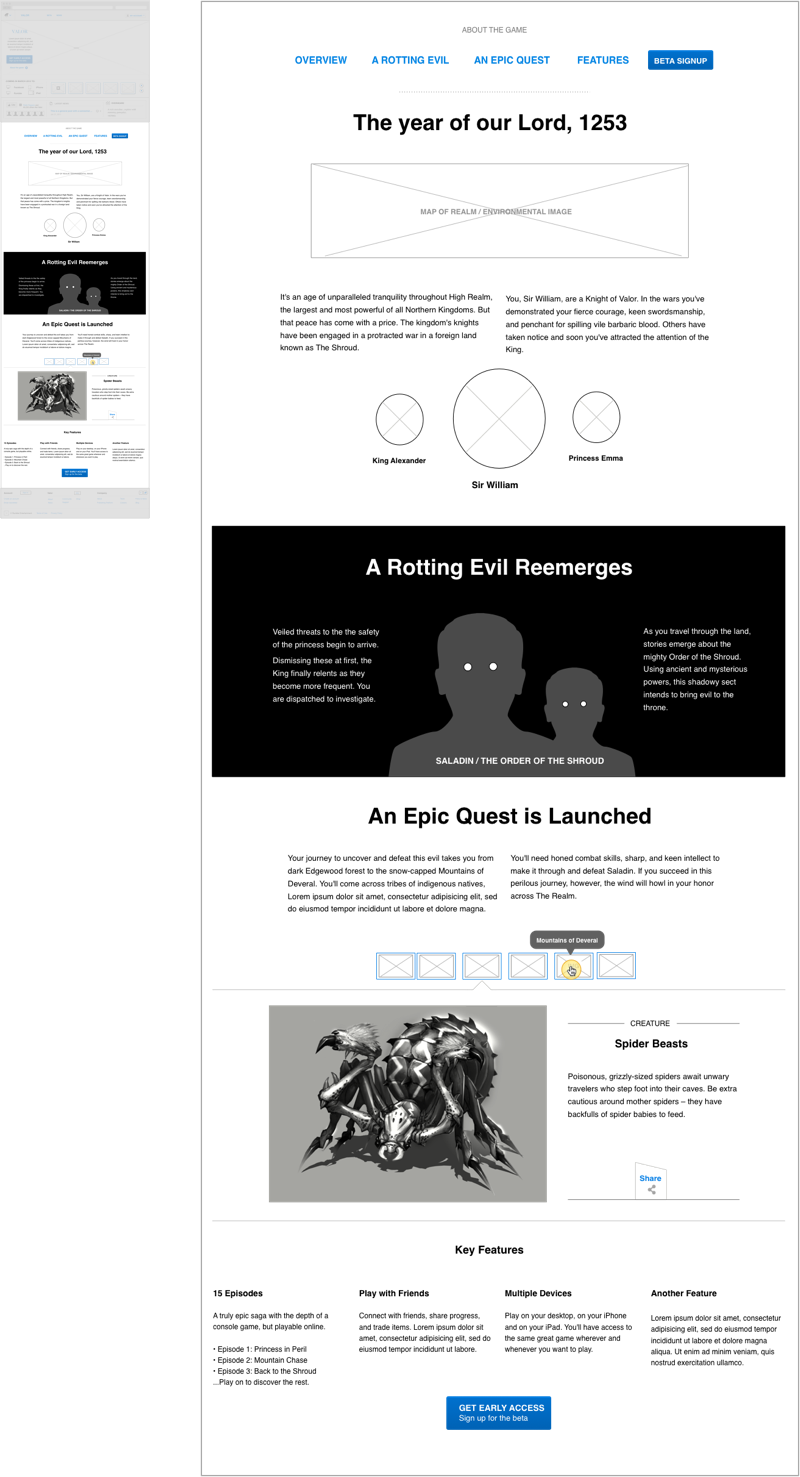 ABOUT THE GAME
OVERVIEW A ROTTING EVIL AN EPIC QUEST FEATURES BETA SIGNUP
The year of our Lord, 1253
MAP OF REALM / ENVIRONMENTAL IMAGE
It's an age of unparalleled tranquility throughout High Realm,
the largest and most powerful of all Northern Kingdoms. But
that peace has come with a price. The kingdom's knights
have been engaged in a protracted war in a foreign land
known as The Shroud.
You, Sir William, are a Knight of Valor. In the wars you've
demonstrated your fierce courage, keen swordsmanship,
and penchant for spilling vile barbaric blood. Others have
taken notice and soon you've attracted the attention of the
King.
King Alexander
Sir William
Princess Emma
A Rotting Evil Reemerges
Veiled threats to the the safety
of the princess begin to arrive.
Dismissing these at first, the
King finally relents as they
become more frequent. You
are dispatched to investigate.
As you travel through the land,
stories emerge about the
mighty Order of the Shroud.
Using ancient and mysterious
powers, this shadowy sect
intends to bring evil to the
throne.
SALADIN / THE ORDER OF THE SHROUD
An Epic Quest is Launched
Your journey to uncover and defeat this evil takes you from
dark Edgewood forest to the snow-capped Mountains of
Deveral. You'll come across tribes of indigenous natives,
Lorem ipsum dolor sit amet, consectetur adipisicing elit, sed
do eiusmod tempor incididunt ut labore et dolore magna.
You'll need honed combat skills, sharp, and keen intellect to
make it through and defeat Saladin. If you succeed in this
perilous journey, however, the wind will howl in your honor
across The Realm.
Mountains of Deveral
CREATURE
Spider Beasts
Poisonous, grizzly-sized spiders await unwary
travelers who step foot into their caves. Be extra
cautious around mother spiders – they have
backfulls of spider babies to feed.
Share
Key Features
15 Episodes
A truly epic saga with the depth of a
console game, but playable online.
• Episode 1: Princess in Peril
• Episode 2: Mountain Chase
• Episode 3: Back to the Shroud
...Play on to discover the rest.
Play with Friends
Connect with friends, share progress,
and trade items. Lorem ipsum dolor sit
amet, consectetur adipisicing elit, sed do
eiusmod tempor incididunt ut labore.
Multiple Devices
Play on your desktop, on your iPhone
and on your iPad. You'll have access to
the same great game wherever and
whenever you want to play.
Another Feature
Lorem ipsum dolor sit amet, consectetur
adipisicing elit, sed do eiusmod tempor
incididunt ut labore et dolore magna
aliqua. Ut enim ad minim veniam, quis
nostrud exercitation ullamco.
GET EARLY ACCESS
Sign up for the beta